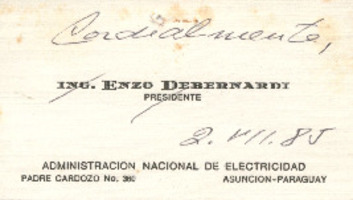 Cordialmente,
ING. ENZO DEBERNARDI
PRESIDENTE
2.VII.85
ADMINISTRACION NACIONAL DE ELECTRICIDAD
PADRE CARDOZO No. 360 ASUNCION-PARAGUAY